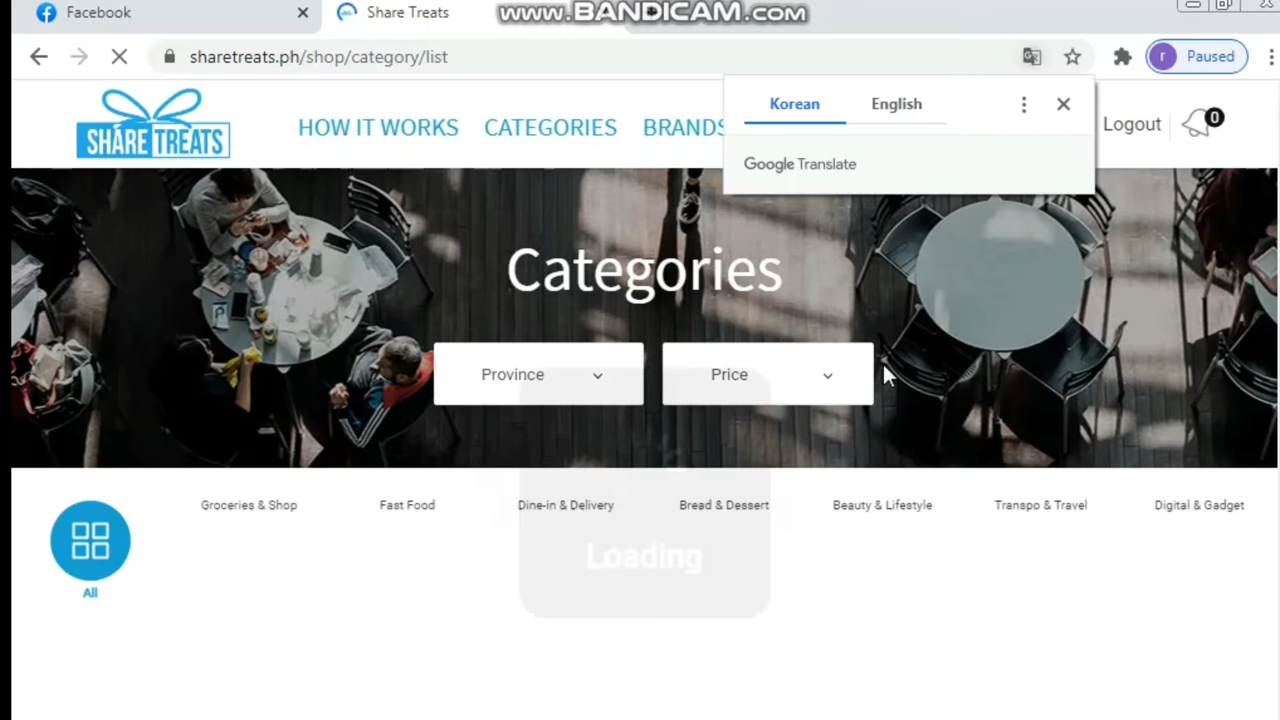 Facebook
Share Treats
www.BANDICAM.com
sharetreats.ph/shop/category/list
Paused
r
Korean
English
Google Translate
SHARE TREATS
HOW IT WORKS
CATEGORIES
BRANDS
Logout
0
Categories
Province
Price
Groceries & Shop
Fast Food
Dine-in & Delivery
Bread & Dessert
Beauty & Lifestyle
Transpo & Travel
Digital & Gadget
Loading
All